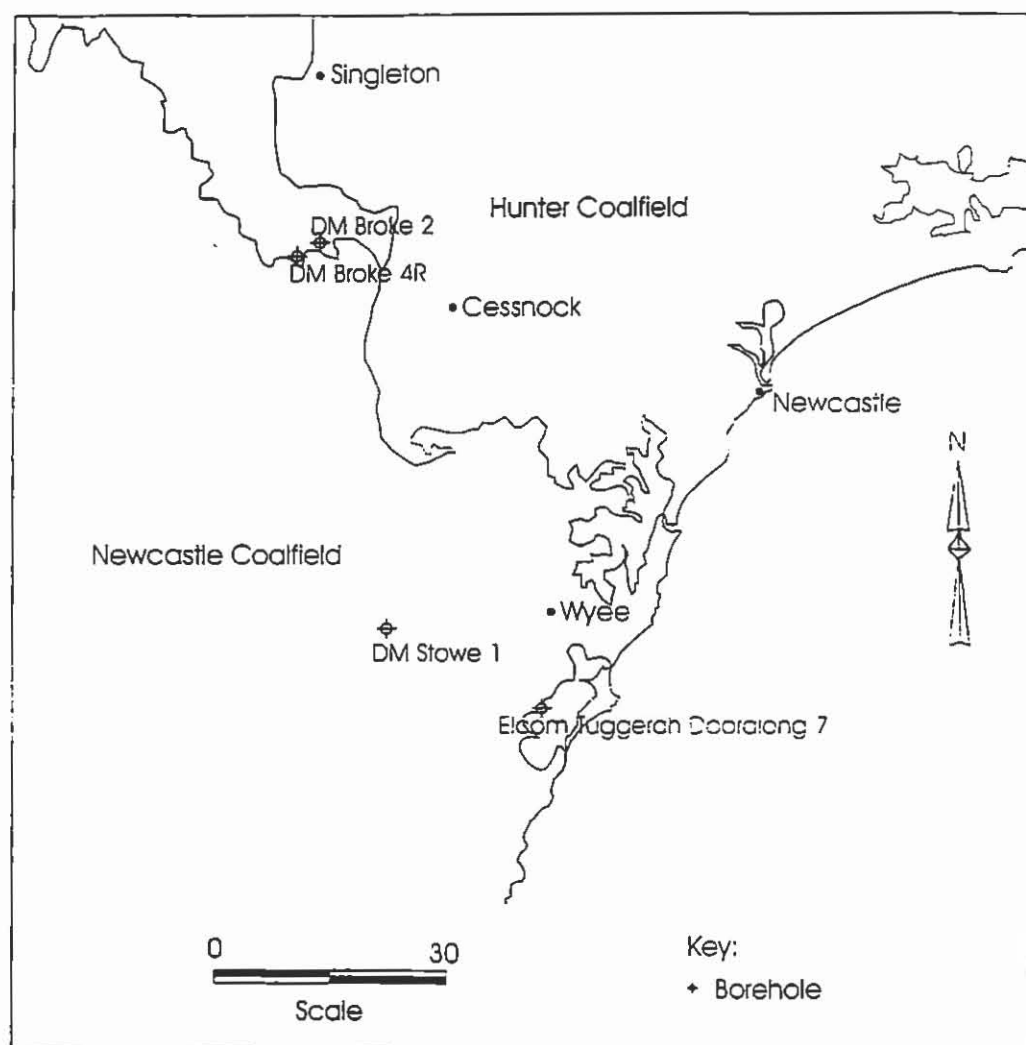 Singleton
Hunter Coalfield
DM Broke 2
DM Broke 4R
Cessnock
Newcastle
N
Newcastle Coalfield
Wyee
DM Stowe 1
Elcom Tuggerah Dooralong 7
0 30
Scale
Key:
Borehole